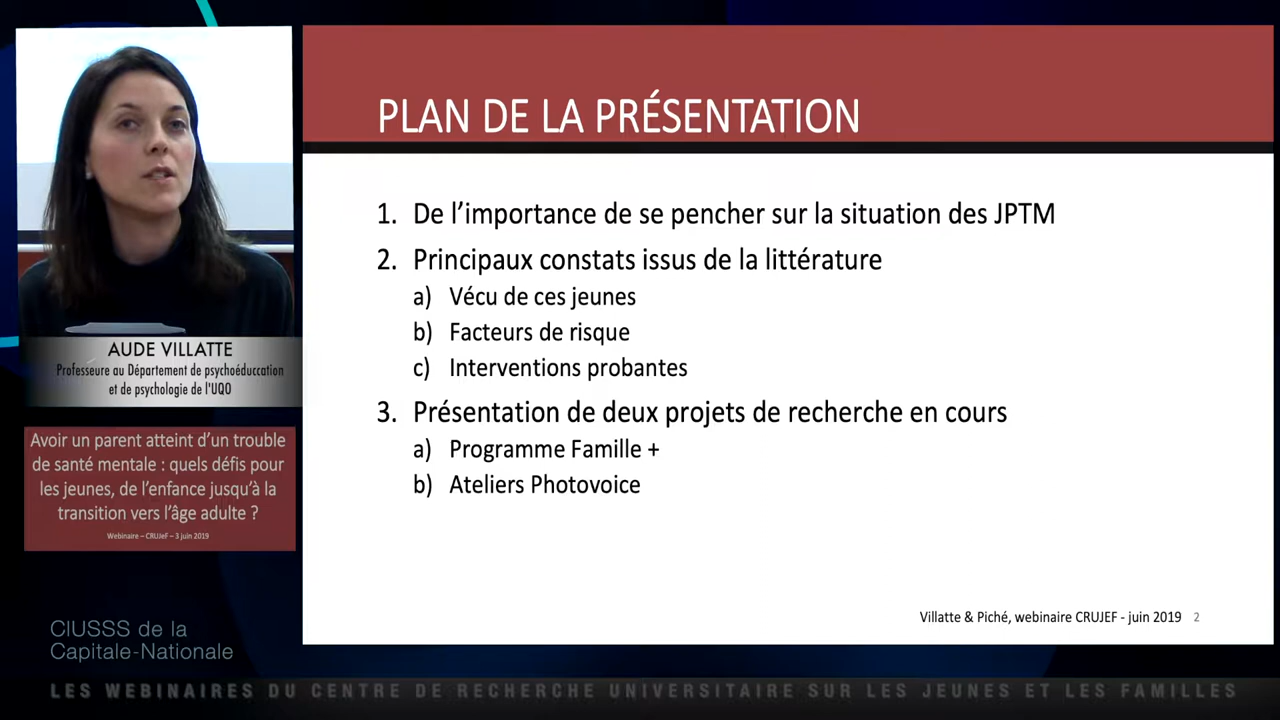 PLAN DE LA PRÉSENTATION
1. De l'importance de se pencher sur la situation des JPTM
2. Principaux constats issus de la littérature
a) Vécu de ces jeunes
b) Facteurs de risque
c) Interventions probantes
3. Présentation de deux projets de recherche en cours
a) Programme Famille +
b) Ateliers Photovoice
Villatte & Piché, webinaire CRUJEF - juin 2019 2
AUDE VILLATTE
Professeure au Département de psychoéduccation
et de psychologie de l'UQO
Avoir un parent atteint d'un trouble
de santé mentale : quels défis pour
les jeunes, de l'enfance jusqu'à la
transition vers l'âge adulte ?
Webinaire – CRUJeF – 3 juin 2019
CIUSSS de la
Capitale-Nationale
LES WEBINAIRES DU CENTRE DE RECHERCHE UNIVERSITAIRE SUR LES JEUNES ET LES FAMILLES